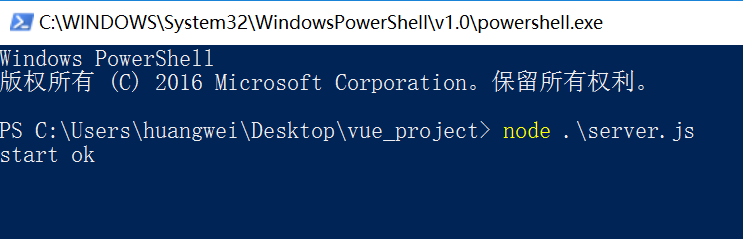 C:\WINDOWS\System32\WindowsPowerShell\v1.0\powershell.exe
Windows PowerShell
版权所有 (C) 2016 Microsoft Corporation。保留所有权利。
PS C:\Users\huangwei\Desktop\vue_project> node .\server.js
start ok